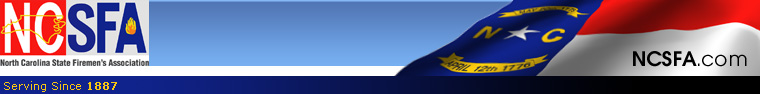 NCSFA
North Carolina State Firemen's Association
MAY 20TH 1775
N C
APRIL 12th 1776
NCSFA.com
Serving Since 1887